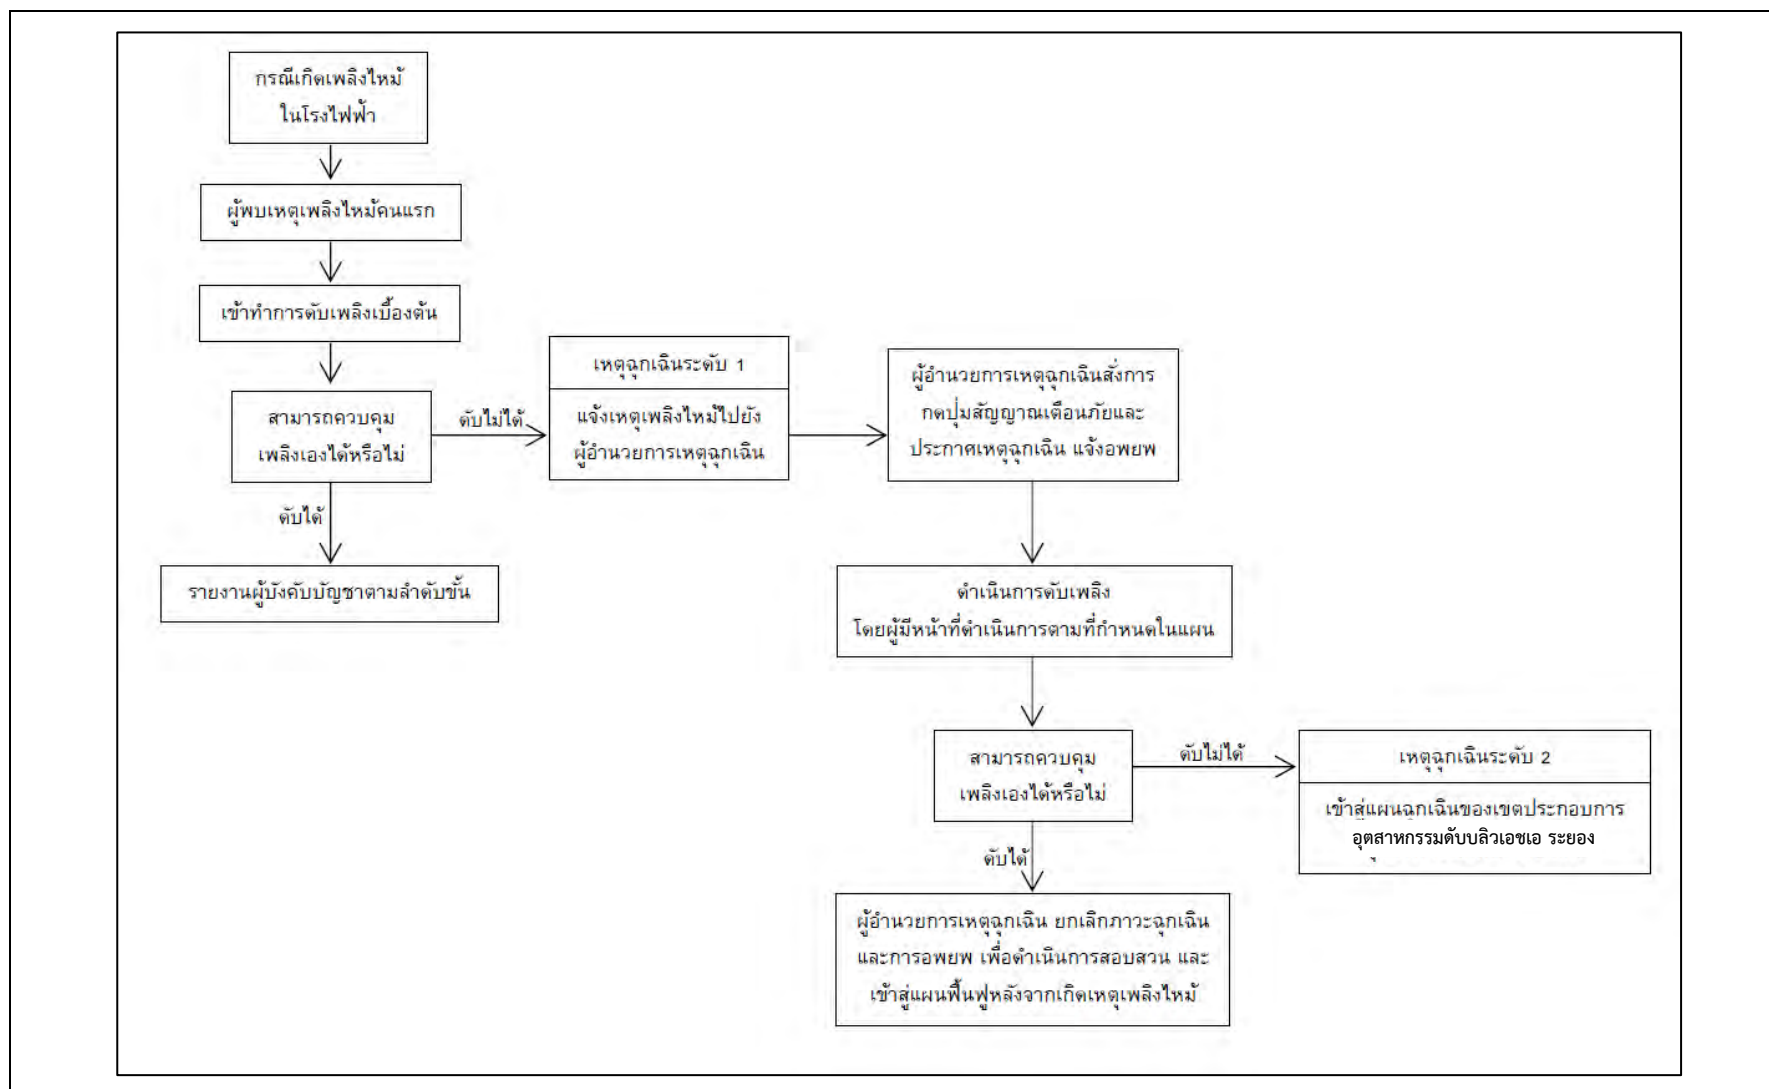 กรณีเกิดเพลิงไหม้
ในโรงไฟฟ้า
ผู้พบเหตุเพลิงไหม้คนแรก
เข้าทำการดับเพลิงเบื้องต้น
สามารถควบคุม
เพลิงเองได้หรือไม่
ดับไม่ได้
ดับได้
รายงานผู้บังคับบัญชาตามลำดับขั้น
เหตุฉุกเฉินระดับ 1
แจ้งเหตุเพลิงไหม้ไปยัง
ผู้อำนวยการเหตุฉุกเฉิน
ผู้อำนวยการเหตุฉุกเฉินสั่งการ
กดปุ่มสัญญาณเตือนภัยและ
ประกาศเหตุฉุกเฉิน แจ้งอพยพ
ดำเนินการดับเพลิง
โดยผู้มีหน้าที่ดำเนินการตามที่กำหนดในแผน
สามารถควบคุม
เพลิงเองได้หรือไม่
ดับไม่ได้
เหตุฉุกเฉินระดับ 2
เข้าสู่แผนฉุกเฉินของเขตประกอบการ
อุตสาหกรรมดับบลิวเอชเอ ระยอง
ดับได้
ผู้อำนวยการเหตุฉุกเฉิน ยกเลิกภาวะฉุกเฉิน
และการอพยพ เพื่อดำเนินการสอบสวน และ
เข้าสู่แผนฟื้นฟูหลังจากเกิดเหตุเพลิงไหม้